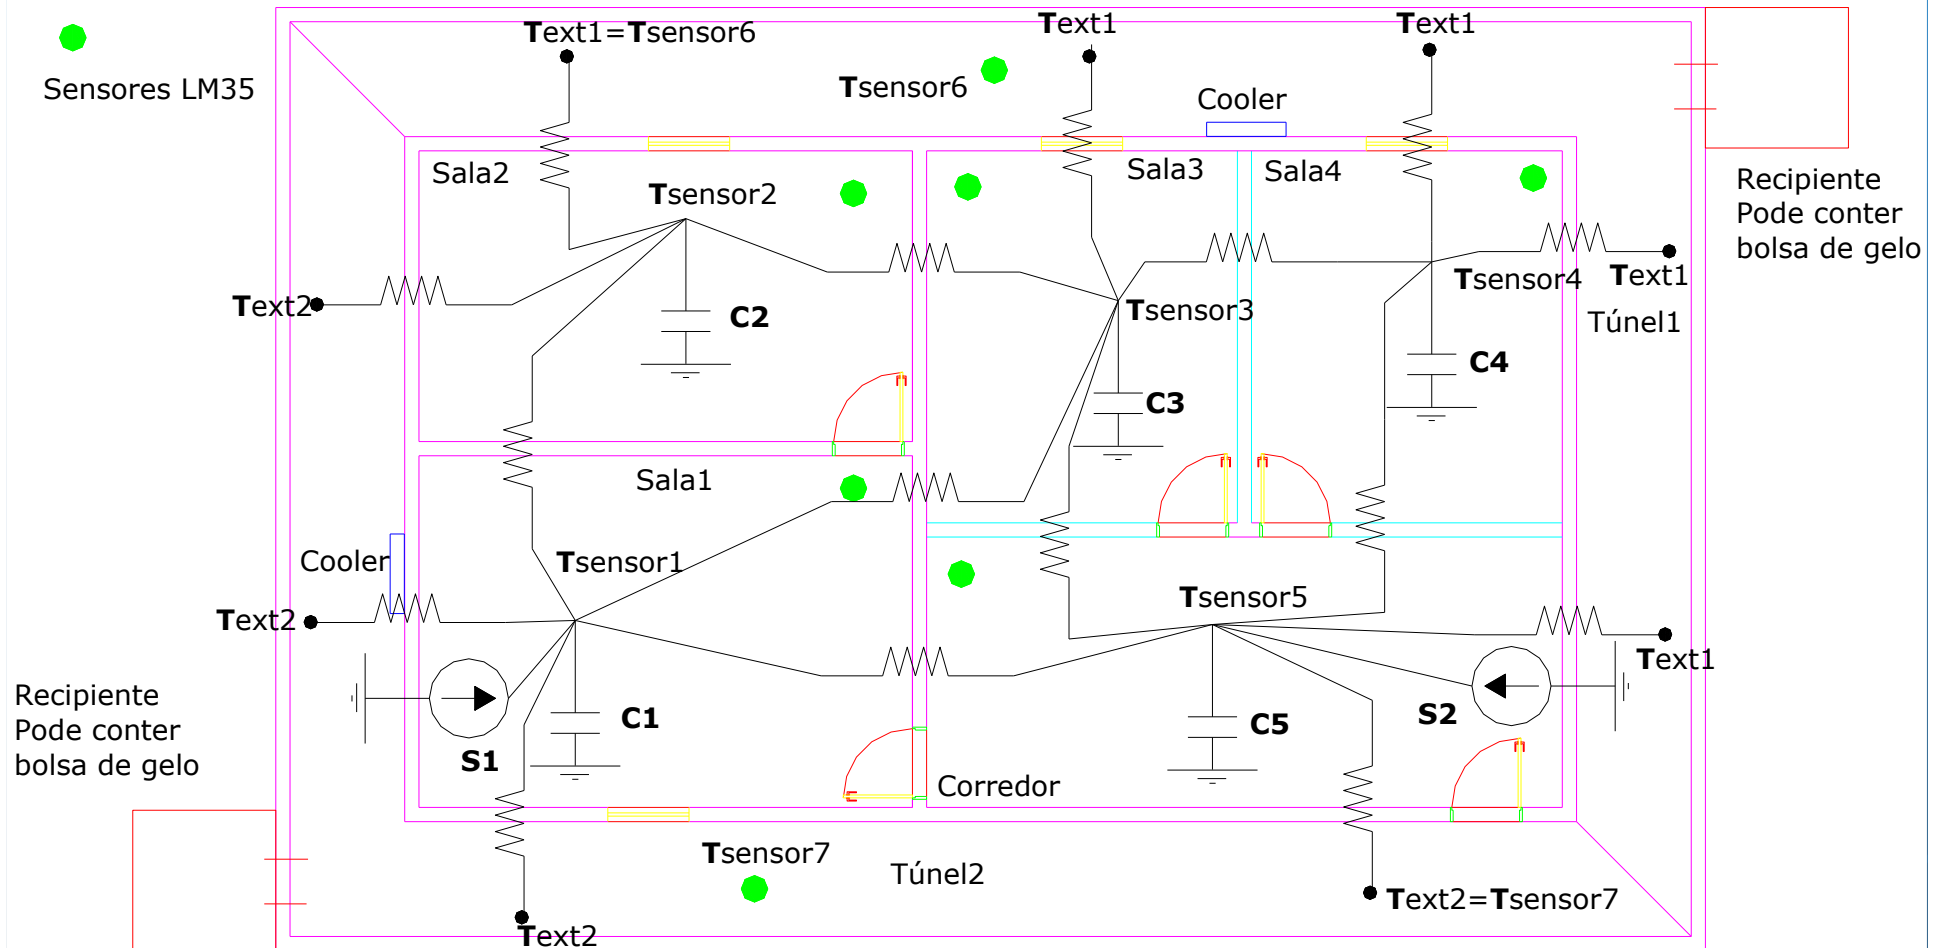 Text1=Tsensor6
Text1
Text1
Sensores LM35
Tsensor6
Cooler
Sala2
Tsensor2
Sala3
Sala4
Recipiente
Pode conter
bolsa de gelo
Text2
C2
Tsensor3
Tsensor4
Text1
Túnel1
C3
C4
Sala1
Cooler
Tsensor1
Tsensor5
Text2
Text1
Recipiente
Pode conter
bolsa de gelo
S1
C1
C5
S2
Corredor
Tsensor7
Túnel2
Text2=Tsensor7
Text2